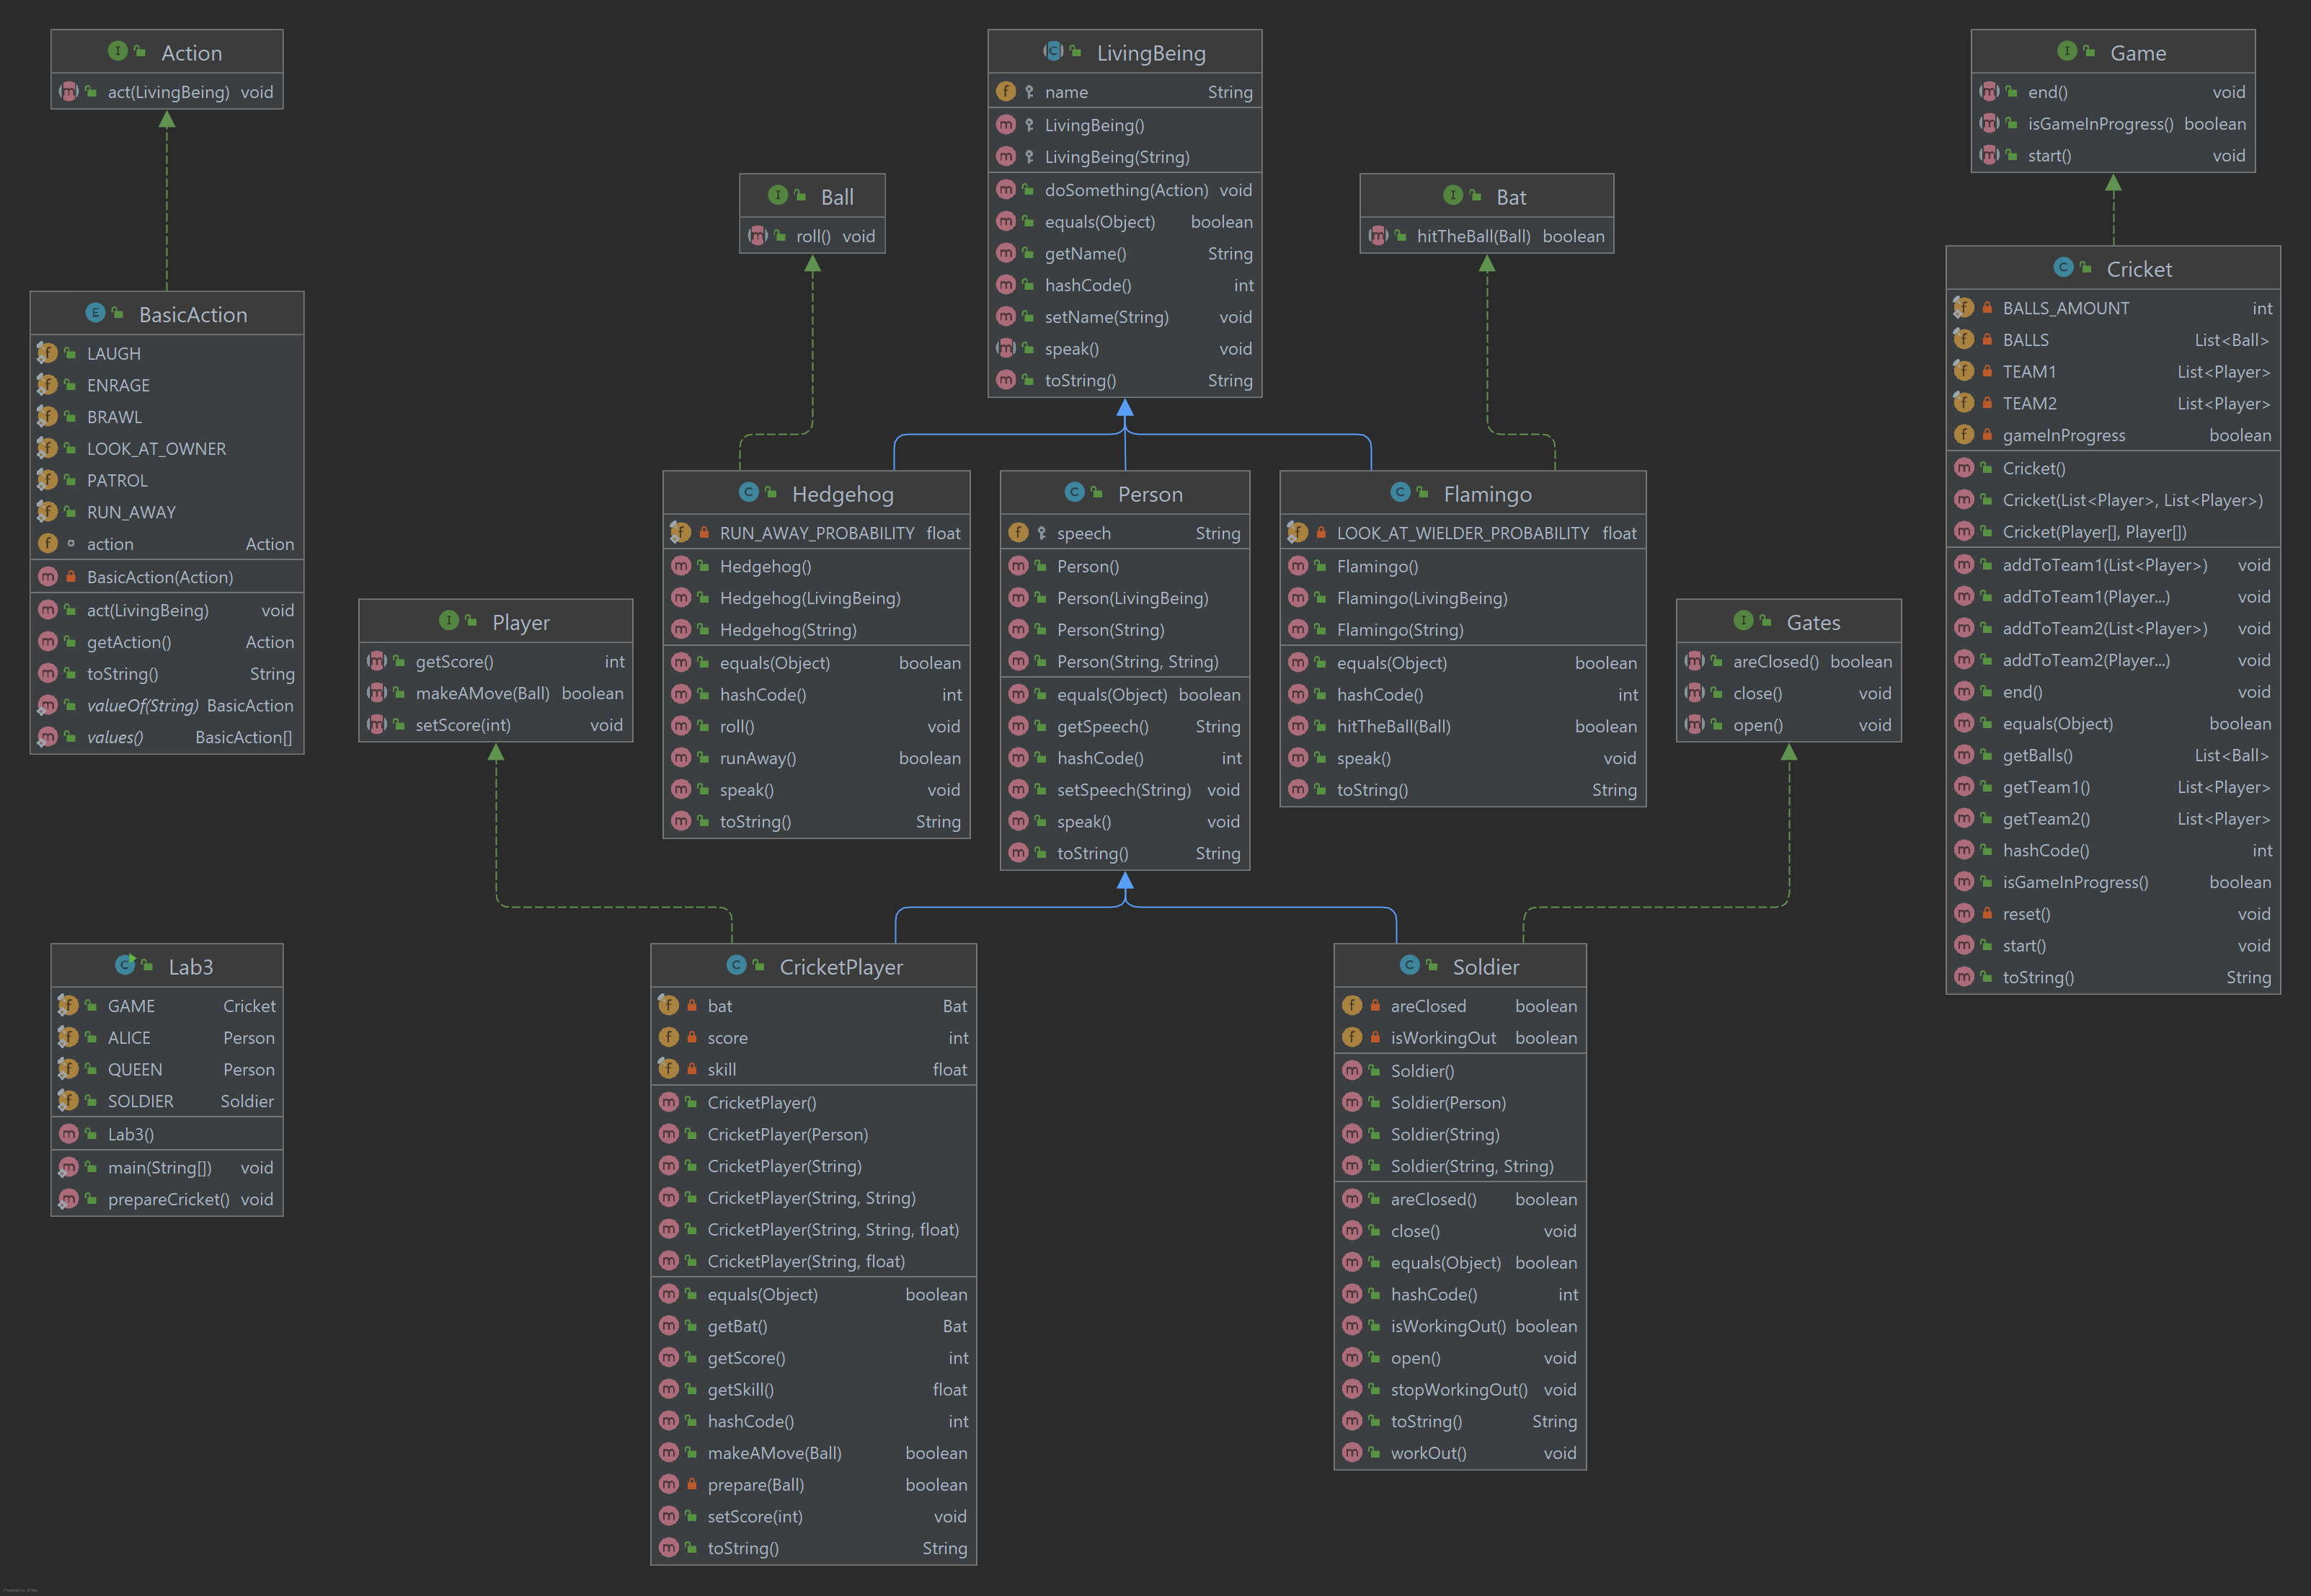 Action
act(LivingBeing) void
BasicAction
LAUGH
ENRAGE
BRAWL
LOOK_AT_OWNER
PATROL
RUN_AWAY
action Action
BasicAction(Action)
act(LivingBeing) void
getAction() Action
toString() String
valueOf(String) BasicAction
values() BasicAction[]
Lab3
GAME Cricket
ALICE Person
QUEEN Person
SOLDIER Soldier
Lab3()
main(String[]) void
prepareCricket() void
Player
getScore() int
makeAMove(Ball) boolean
setScore(int) void
Ball
roll() void
Hedgehog
RUN_AWAY_PROBABILITY float
Hedgehog()
Hedgehog(LivingBeing)
Hedgehog(String)
equals(Object) boolean
hashCode() int
roll() void
runAway() boolean
speak() void
toString() String
LivingBeing
name String
LivingBeing()
LivingBeing(String)
doSomething(Action) void
equals(Object) boolean
getName() String
hashCode() int
setName(String) void
speak() void
toString() String
Person
speech String
Person()
Person(LivingBeing)
Person(String)
Person(String, String)
equals(Object) boolean
getSpeech() String
hashCode() int
setSpeech(String) void
speak() void
toString() String
Bat
hitTheBall(Ball) boolean
Flamingo
LOOK_AT_WIELDER_PROBABILITY float
Flamingo()
Flamingo(LivingBeing)
Flamingo(String)
equals(Object) boolean
hashCode() int
hitTheBall(Ball) boolean
speak() void
toString() String
Gates
areClosed() boolean
close() void
open() void
CricketPlayer
bat Bat
score int
skill float
CricketPlayer()
CricketPlayer(Person)
CricketPlayer(String)
CricketPlayer(String, String)
CricketPlayer(String, String, float)
CricketPlayer(String, float)
equals(Object) boolean
getBat() Bat
getScore() int
getSkill() float
hashCode() int
makeAMove(Ball) boolean
prepare(Ball) boolean
setScore(int) void
toString() String
Soldier
areClosed boolean
isWorkingOut boolean
Soldier()
Soldier(Person)
Soldier(String)
Soldier(String, String)
areClosed() boolean
close() void
equals(Object) boolean
hashCode() int
isWorkingOut() boolean
open() void
stopWorkingOut() void
toString() String
workOut() void
Game
end() void
isGameInProgress() boolean
start() void
Cricket
BALLS_AMOUNT int
BALLS List<Ball>
TEAM1 List<Player>
TEAM2 List<Player>
gameInProgress boolean
Cricket()
Cricket(List<Player>, List<Player>)
Cricket(Player[], Player[])
addToTeam1(List<Player>) void
addToTeam1(Player...) void
addToTeam2(List<Player>) void
addToTeam2(Player...) void
end() void
equals(Object) boolean
getBalls() List<Ball>
getTeam1() List<Player>
getTeam2() List<Player>
hashCode() int
isGameInProgress() boolean
reset() void
start() void
toString() String
Powered by yFiles